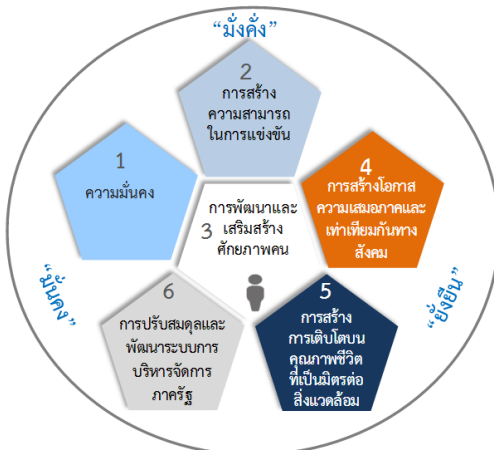 “มั่งคั่ง”
2
การสร้าง
ความสามารถ
ในการแข่งขัน
1
ความมั่นคง
การพัฒนาและ
3 เสริมสร้าง
ศักยภาพคน
4
การสร้างโอกาส
ความเสมอภาคและ
เท่าเทียมกันทาง
สังคม
“มั่นคง”
6
การปรับสมดุลและ
พัฒนาระบบการ
บริหารจัดการ
ภาครัฐ
5
การสร้าง
การเติบโตบน
คุณภาพชีวิต
ที่เป็นมิตรต่อ
สิ่งแวดล้อม
“ยั่งยืน”